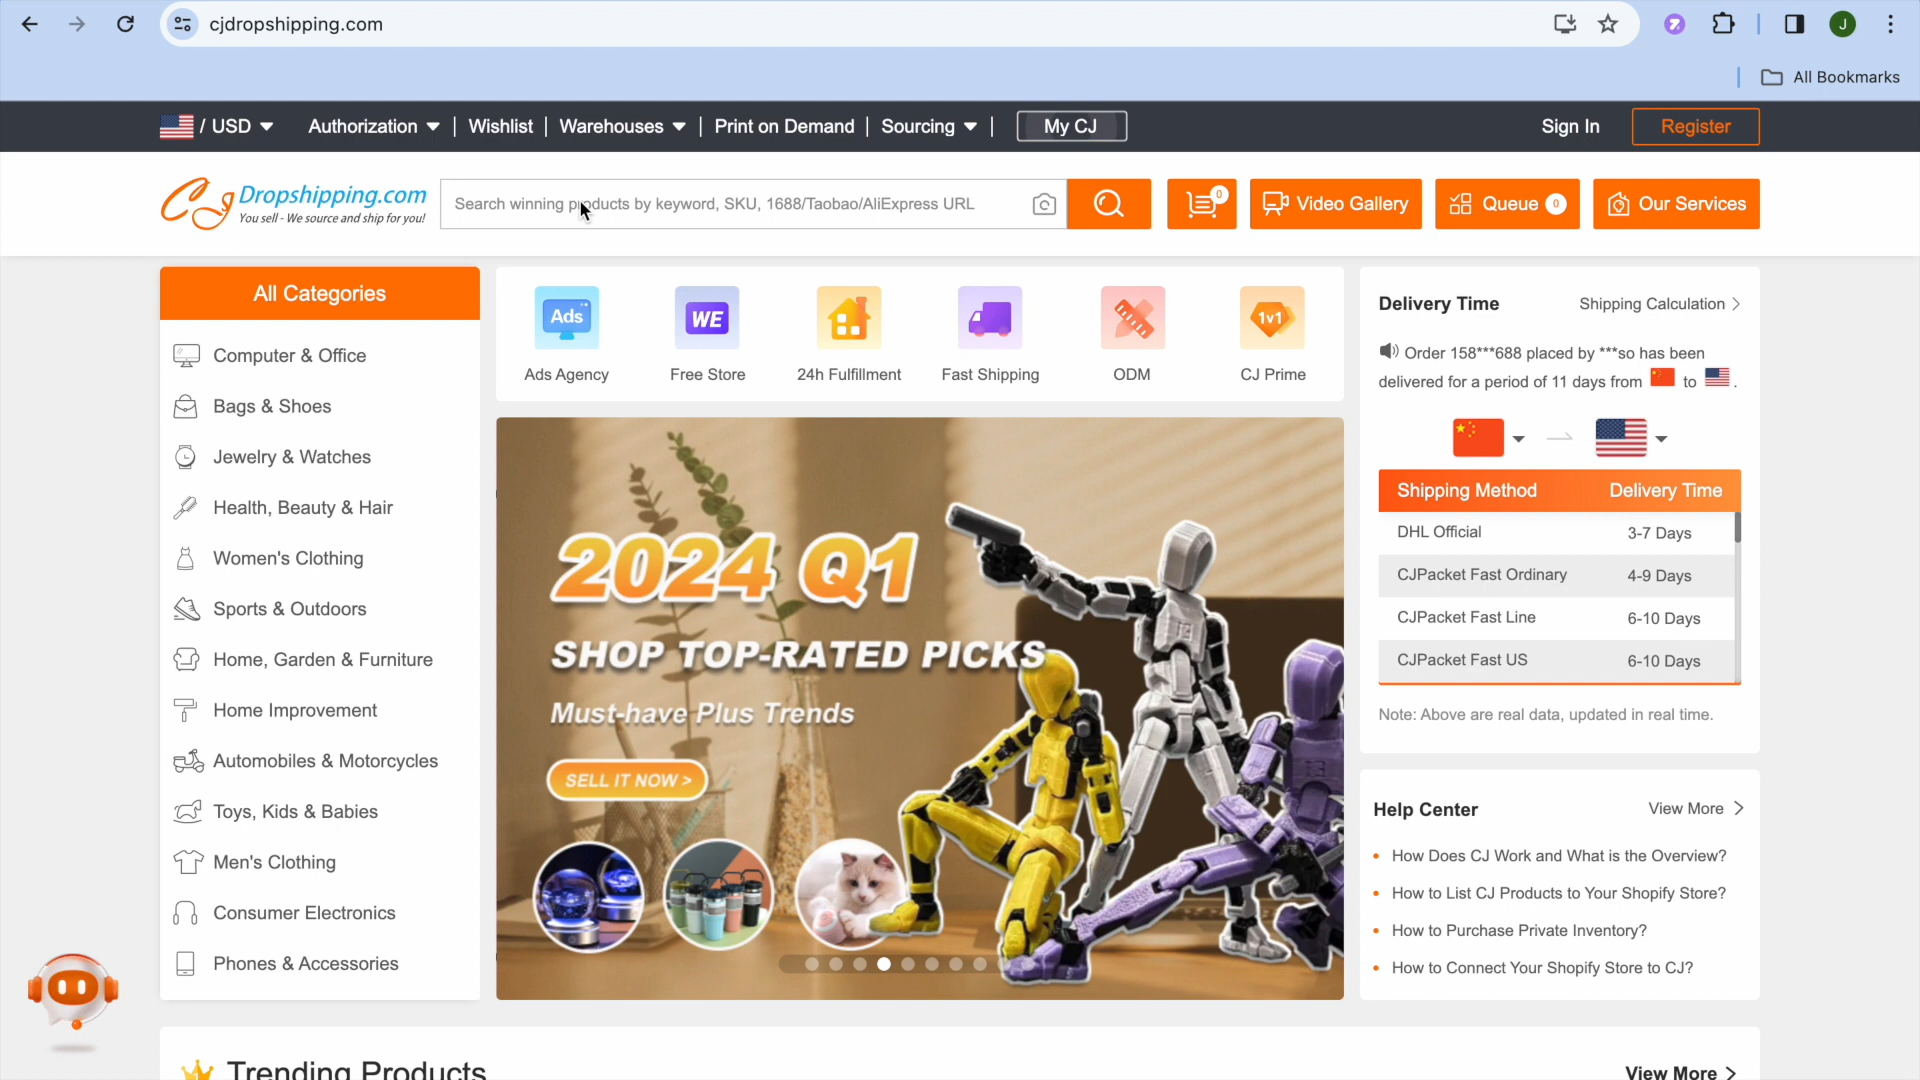 cjdropshipping.com
J
All Bookmarks
/ USD
Authorization
Wishlist
Warehouses
Print on Demand
Sourcing
My CJ
Sign In
Register
CJ Dropshipping.com
You sell - We source and ship for you!
Search winning products by keyword, SKU, 1688/Taobao/AliExpress URL
0
Video Gallery
Queue 0
Our Services
All Categories
Computer & Office
Bags & Shoes
Jewelry & Watches
Health, Beauty & Hair
Women's Clothing
Sports & Outdoors
Home, Garden & Furniture
Home Improvement
Automobiles & Motorcycles
Toys, Kids & Babies
Men's Clothing
Consumer Electronics
Phones & Accessories
Ads
WE
1v1
Ads Agency
Free Store
24h Fulfillment
Fast Shipping
ODM
CJ Prime
2024 Q1
SHOP TOP-RATED PICKS
Must-have Plus Trends
SELL IT NOW >
Delivery Time
Shipping Calculation
Order 158***688 placed by ***so has been
delivered for a period of 11 days from to .
Shipping Method Delivery Time
DHL Official 3-7 Days
CJPacket Fast Ordinary 4-9 Days
CJPacket Fast Line 6-10 Days
CJPacket Fast US 6-10 Days
Note: Above are real data, updated in real time.
Help Center
View More
How Does CJ Work and What is the Overview?
How to List CJ Products to Your Shopify Store?
How to Purchase Private Inventory?
How to Connect Your Shopify Store to CJ?
Trending Products
View More